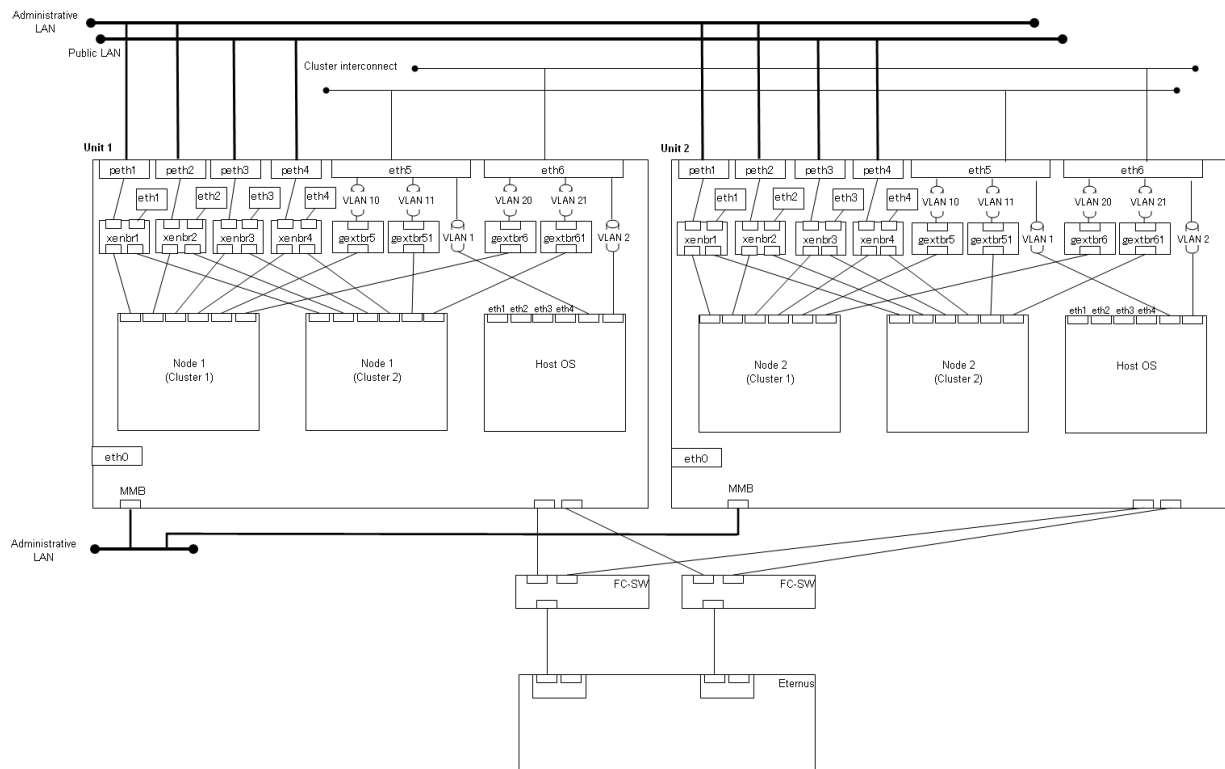 Administrative
LAN
Public LAN
Cluster interconnect
Unit 1
peth1
peth2
peth3
peth4
eth5
eth6
eth1
eth2
eth3
eth4
VLAN 10
VLAN 11
VLAN 20
VLAN 21
xenbr1
xenbr2
xenbr3
xenbr4
gextbr5
gextbr51
VLAN 1
gextbr6
gextbr61
VLAN 2
eth1
eth2
eth3
eth4
Node 1
(Cluster 1)
Node 1
(Cluster 2)
Host OS
eth0
MMB
Unit 2
peth1
peth2
peth3
peth4
eth5
eth6
eth1
eth2
eth3
eth4
VLAN 10
VLAN 11
VLAN 20
VLAN 21
xenbr1
xenbr2
xenbr3
xenbr4
gextbr5
gextbr51
VLAN 1
gextbr6
gextbr61
VLAN 2
eth1
eth2
eth3
eth4
Node 2
(Cluster 1)
Node 2
(Cluster 2)
Host OS
eth0
MMB
Administrative
LAN
FC-SW
FC-SW
Eternus